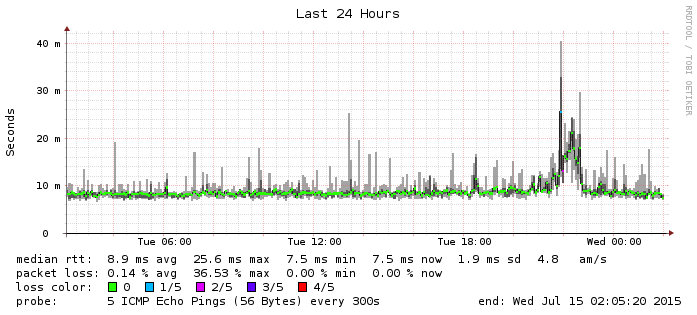 Last 24 Hours
RRDTOOL / TOBI OETIKER
Seconds
40 m
30 m
20 m
10 m
0
Tue 06:00 Tue 12:00 Tue 18:00 Wed 00:00
median rtt: 8.9 ms avg 25.6 ms max 7.5 ms min 7.5 ms now 1.9 ms sd 4.8 am/s
packet loss: 0.14 % avg 36.53 % max 0.00 % min 0.00 % now
loss color: 0 1/5 2/5 3/5 4/5
probe: 5 ICMP Echo Pings (56 Bytes) every 300s end: Wed Jul 15 02:05:20 2015